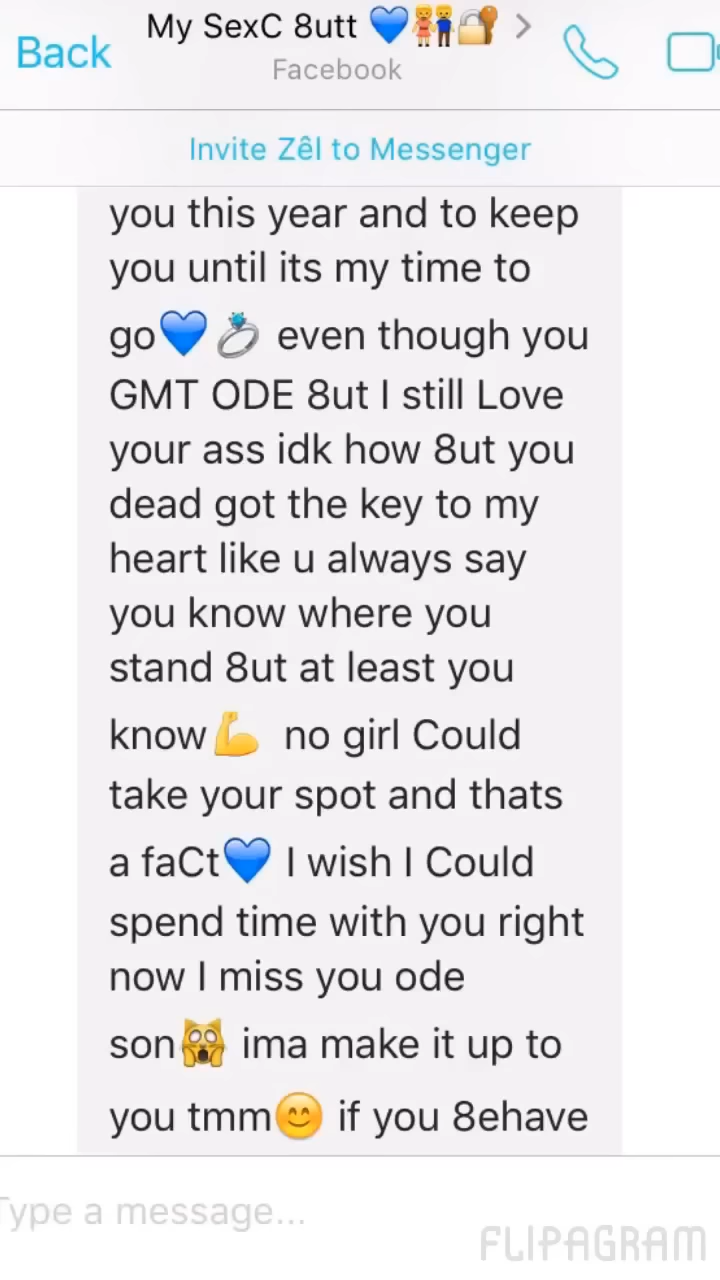 My SexC 8utt 💙👫🔐 >
Back
Facebook
Invite Zêl to Messenger
you this year and to keep
you until its my time to
go💙💍 even though you
GMT ODE 8ut I still Love
your ass idk how 8ut you
dead got the key to my
heart like u always say
you know where you
stand 8ut at least you
know💪 no girl Could
take your spot and thats
a faCt💙 I wish I Could
spend time with you right
now I miss you ode
son🙀 ima make it up to
you tmm😊 if you 8ehave
Type a message...
FLIPAGRAM